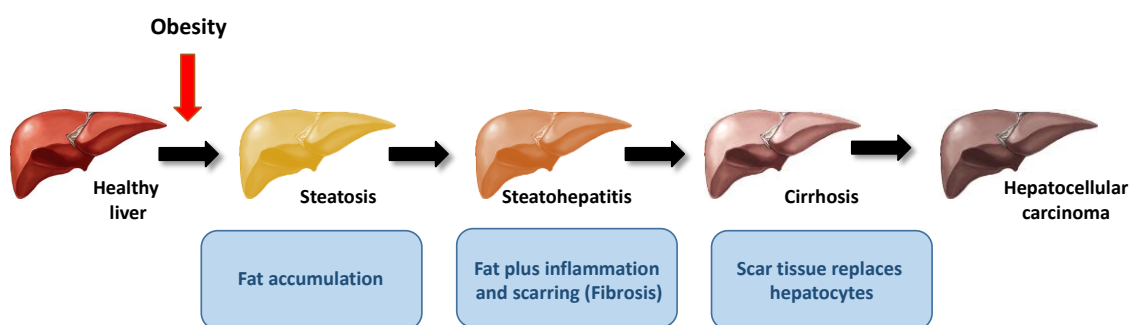 Obesity
Healthy
liver
Steatosis
Steatohepatitis
Cirrhosis
Hepatocellular
carcinoma
Fat accumulation
Fat plus inflammation
and scarring (Fibrosis)
Scar tissue replaces
hepatocytes